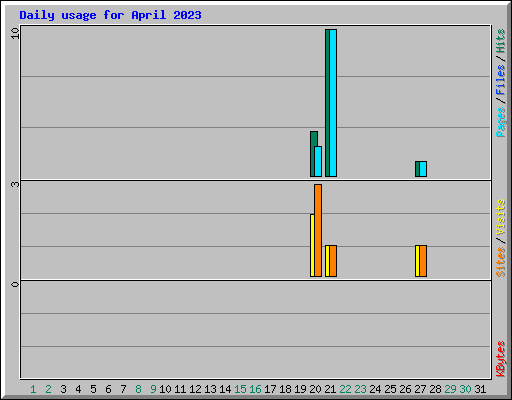 Daily usage for April 2023
10
3
0
Pages / Files / Hits
Sites / Visits
KBytes
1 2 3 4 5 6 7 8 9 10 11 12 13 14 15 16 17 18 19 20 21 22 23 24 25 26 27 28 29 30 31